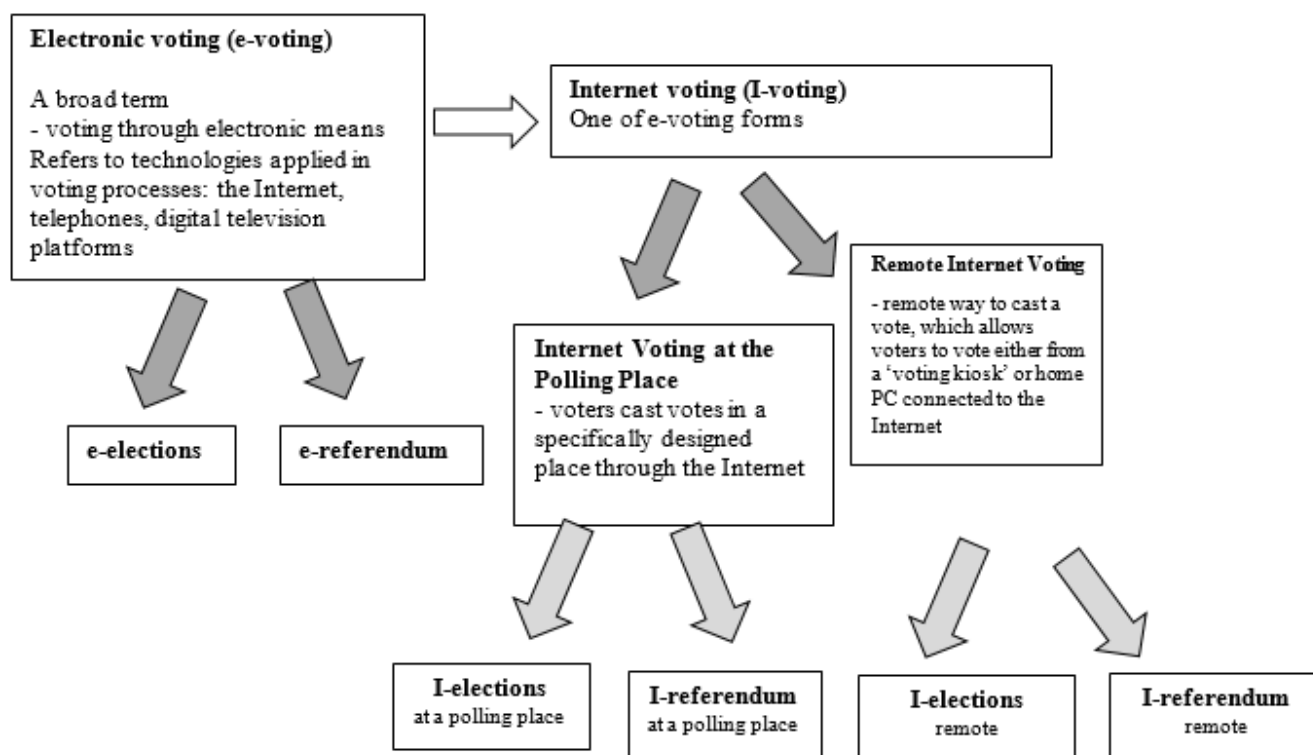 Electronic voting (e-voting)
A broad term
- voting through electronic means
Refers to technologies applied in
voting processes: the Internet,
telephones, digital television
platforms
Internet voting (I-voting)
One of e-voting forms
Remote Internet Voting
- remote way to cast a
vote, which allows
voters to vote either from
a ‘voting kiosk’ or home
PC connected to the
Internet
Internet Voting at the
Polling Place
- voters cast votes in a
specifically designed
place through the Internet
e-elections
e-referendum
I-elections
at a polling place
I-referendum
at a polling place
I-elections
remote
I-referendum
remote